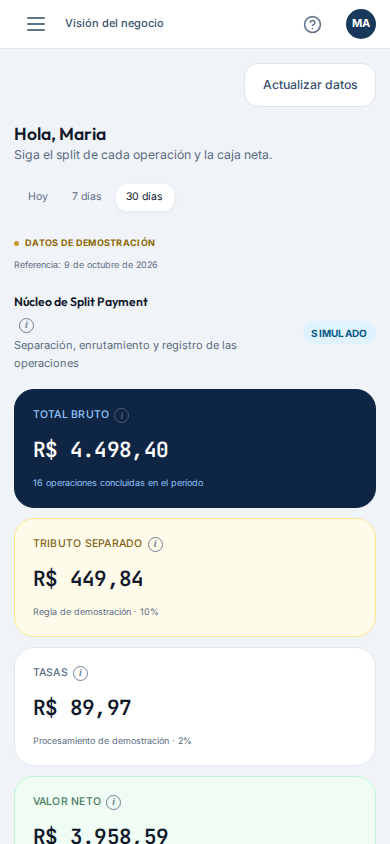 Visión del negocio
MA
Actualizar datos
Hola, Maria
Siga el split de cada operación y la caja neta.
Hoy
7 días
30 días
DATOS DE DEMOSTRACIÓN
Referencia: 9 de octubre de 2026
Núcleo de Split Payment
i
Separación, enrutamiento y registro de las
operaciones
SIMULADO
TOTAL BRUTO i
R$ 4.498,40
16 operaciones concluidas en el período
TRIBUTO SEPARADO i
R$ 449,84
Regla de demostración · 10%
TASAS i
R$ 89,97
Procesamiento de demostración · 2%
VALOR NETO i
R$ 3.958,59